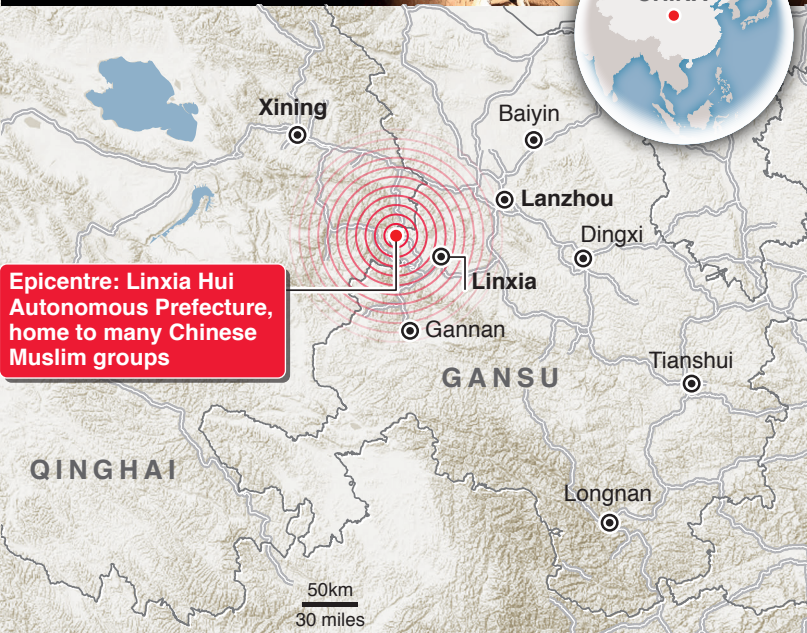 Xining
Baiyin
Lanzhou
Dingxi
Linxia
Epicentre: Linxia Hui
Autonomous Prefecture,
home to many Chinese
Muslim groups
Gannan
Tianshui
GANSU
QINGHAI
Longnan
50km
30 miles